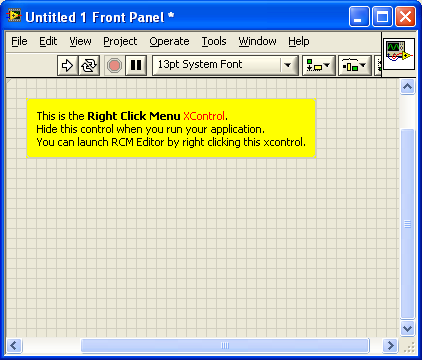 Untitled 1 Front Panel *
File Edit View Project Operate Tools Window Help
13pt System Font
This is the Right Click Menu XControl.
Hide this control when you run your application.
You can launch RCM Editor by right clicking this xcontrol.